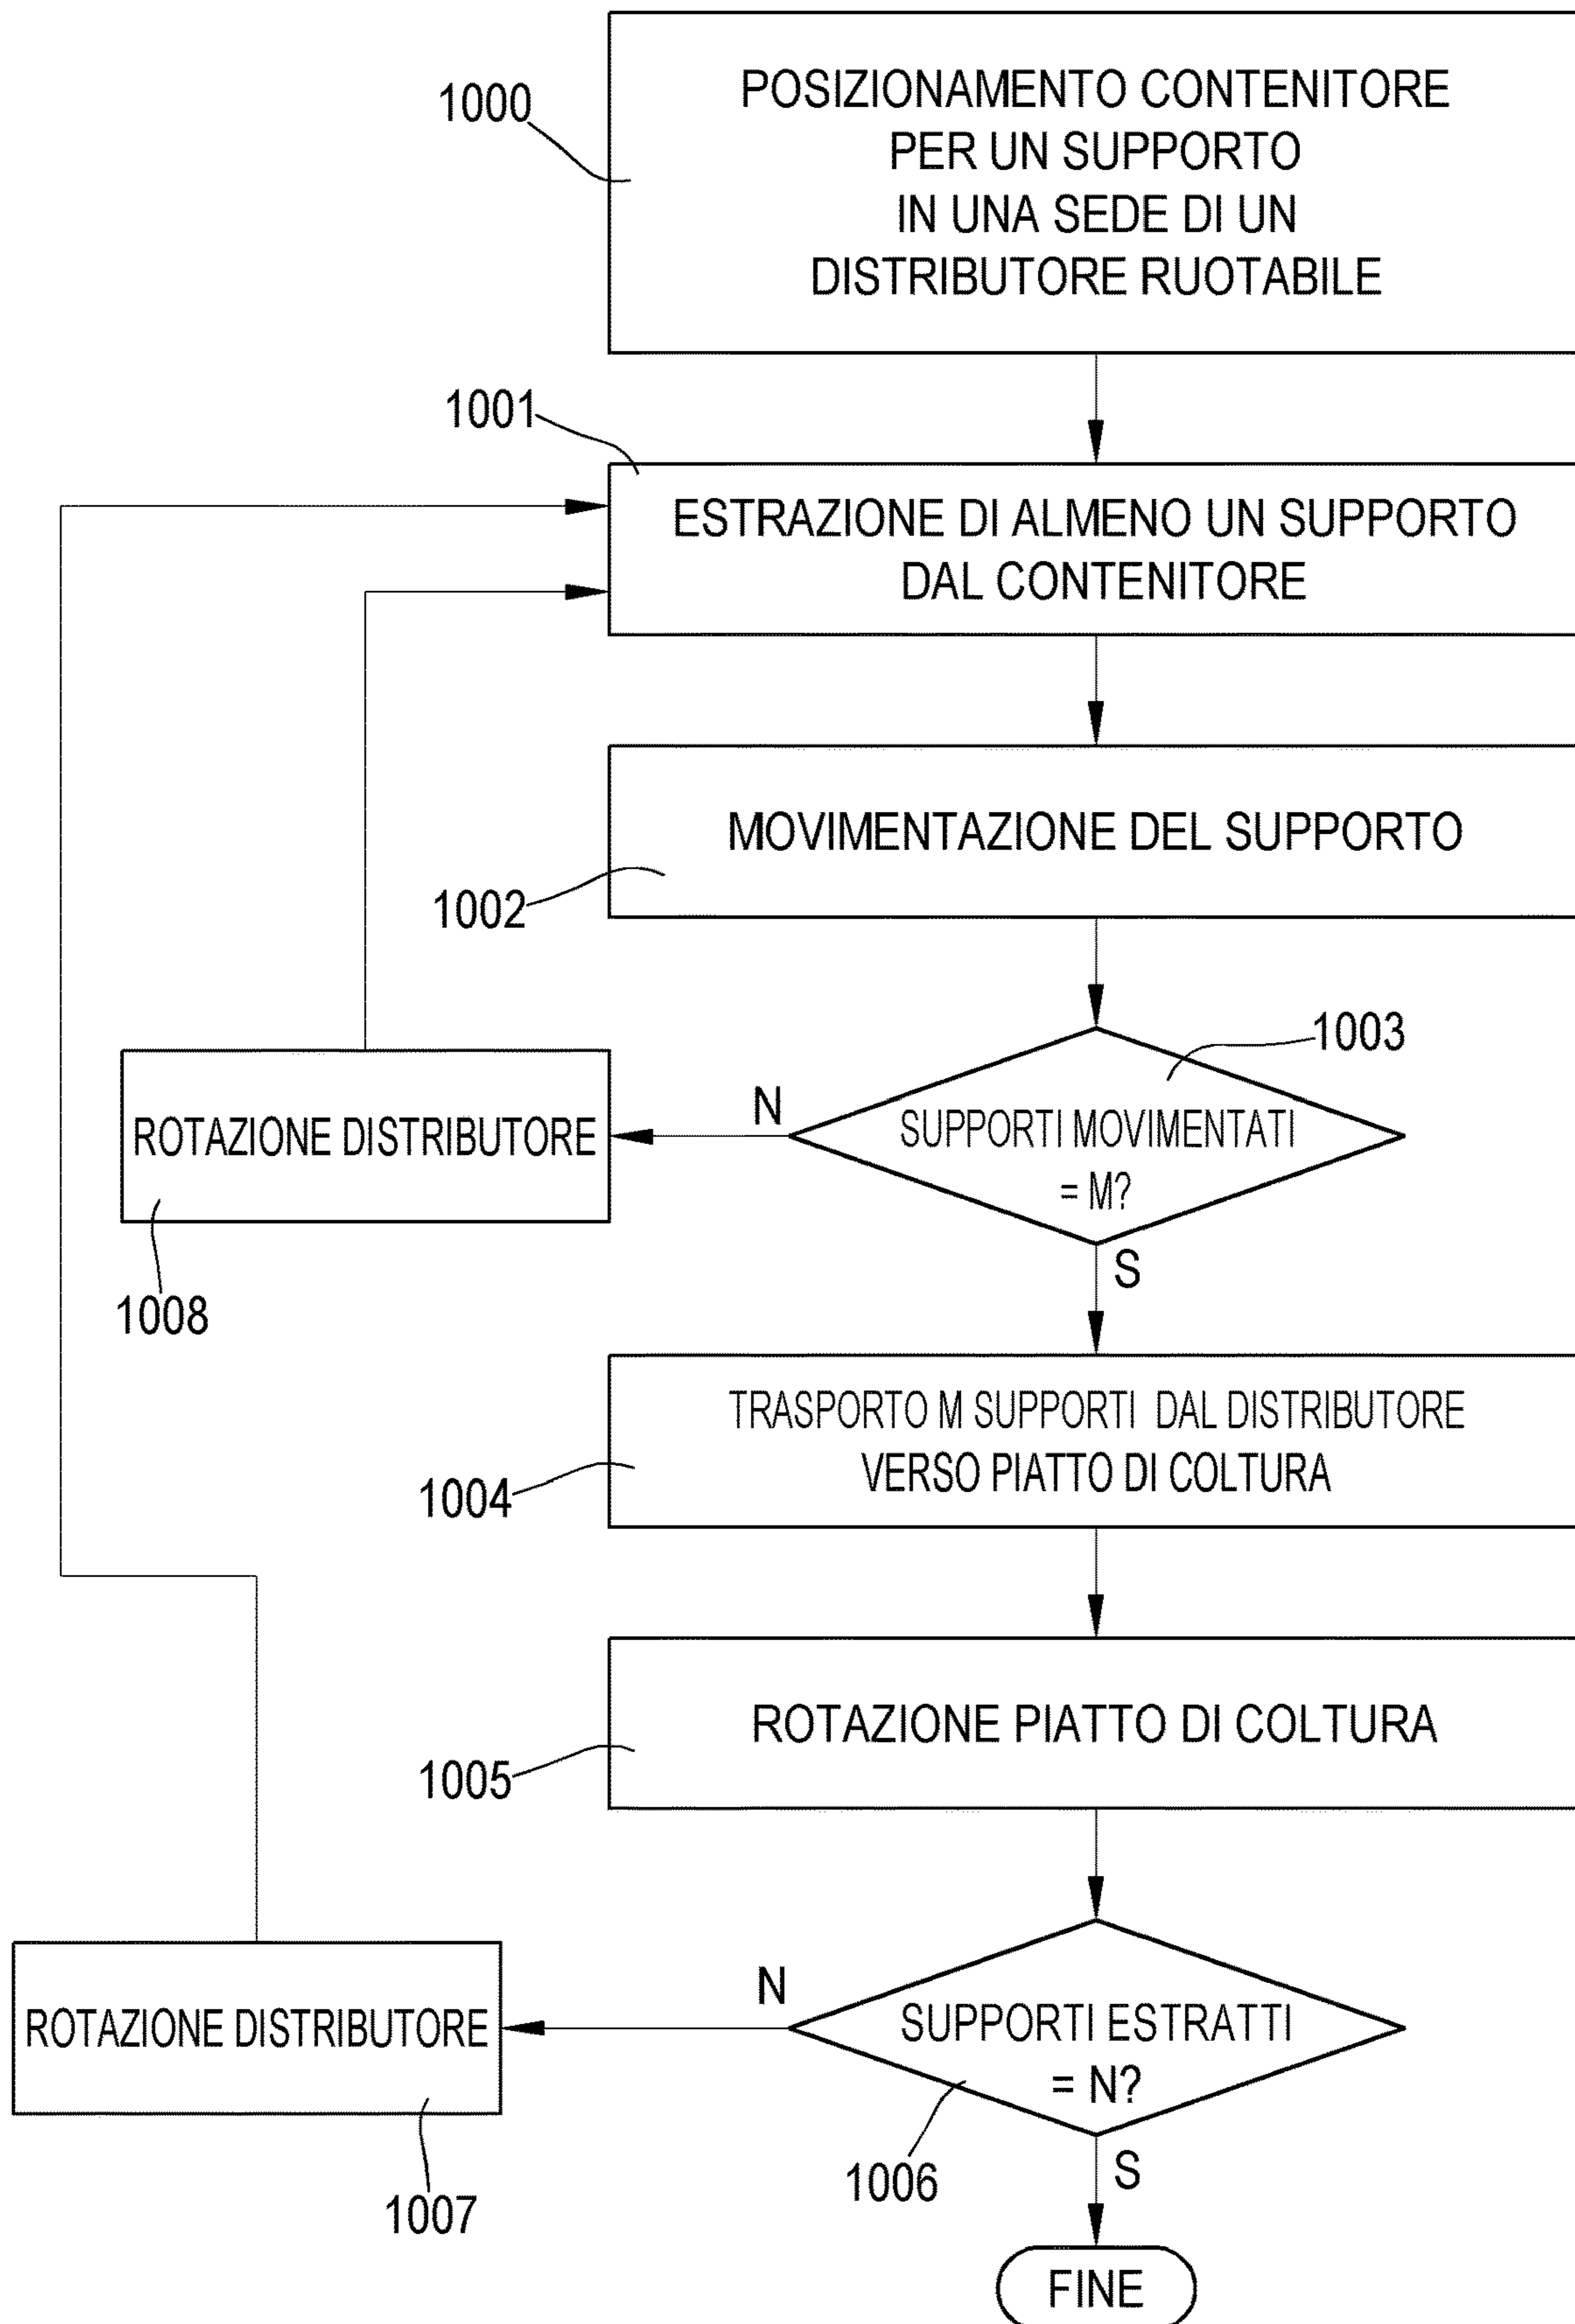 1000
POSIZIONAMENTO CONTENITORE
PER UN SUPPORTO
IN UNA SEDE DI UN
DISTRIBUTORE RUOTABILE
1001
ESTRAZIONE DI ALMENO UN SUPPORTO
DAL CONTENITORE
MOVIMENTAZIONE DEL SUPPORTO
1002
1003
N
SUPPORTI MOVIMENTATI
= M?
ROTAZIONE DISTRIBUTORE
1008
S
TRASPORTO M SUPPORTI DAL DISTRIBUTORE
VERSO PIATTO DI COLTURA
1004
ROTAZIONE PIATTO DI COLTURA
1005
N
SUPPORTI ESTRATTI
= N?
ROTAZIONE DISTRIBUTORE
1006
1007
S
FINE